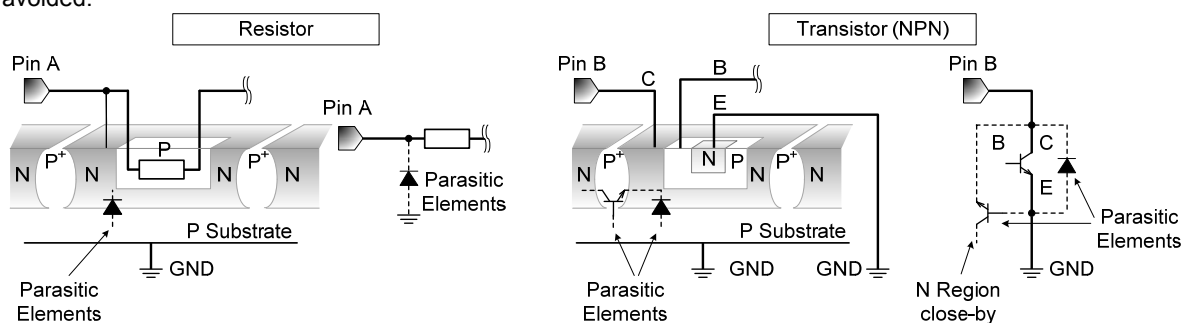 avoided.
Resistor
Transistor (NPN)
Pin A
Pin A
N P+ N P N P+ N
Parasitic
Elements
P Substrate
GND
Parasitic
Elements
Pin B
C
B
E
N P+ N N P N P+ N
P Substrate
GND
GND
Parasitic
Elements
Pin B
B
C
E
Parasitic
Elements
GND
N Region
close-by